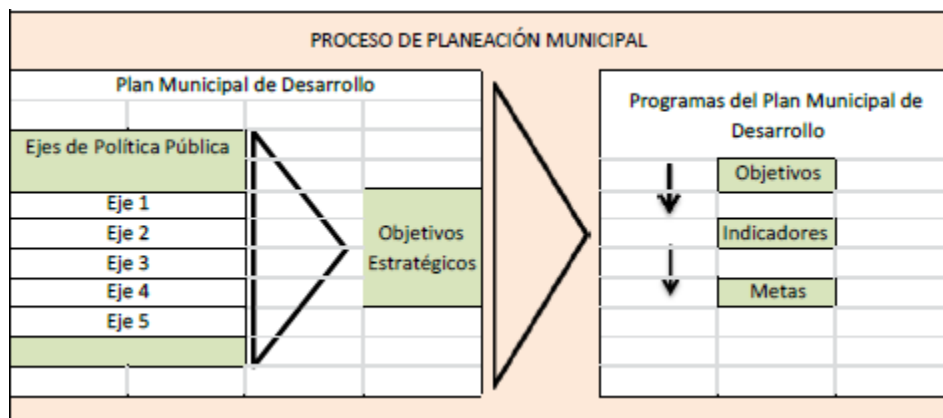 PROCESO DE PLANEACIÓN MUNICIPAL
Plan Municipal de Desarrollo
Ejes de Política Pública
Eje 1
Eje 2
Eje 3
Eje 4
Eje 5
Objetivos
Estratégicos
Programas del Plan Municipal de
Desarrollo
Objetivos
Indicadores
Metas